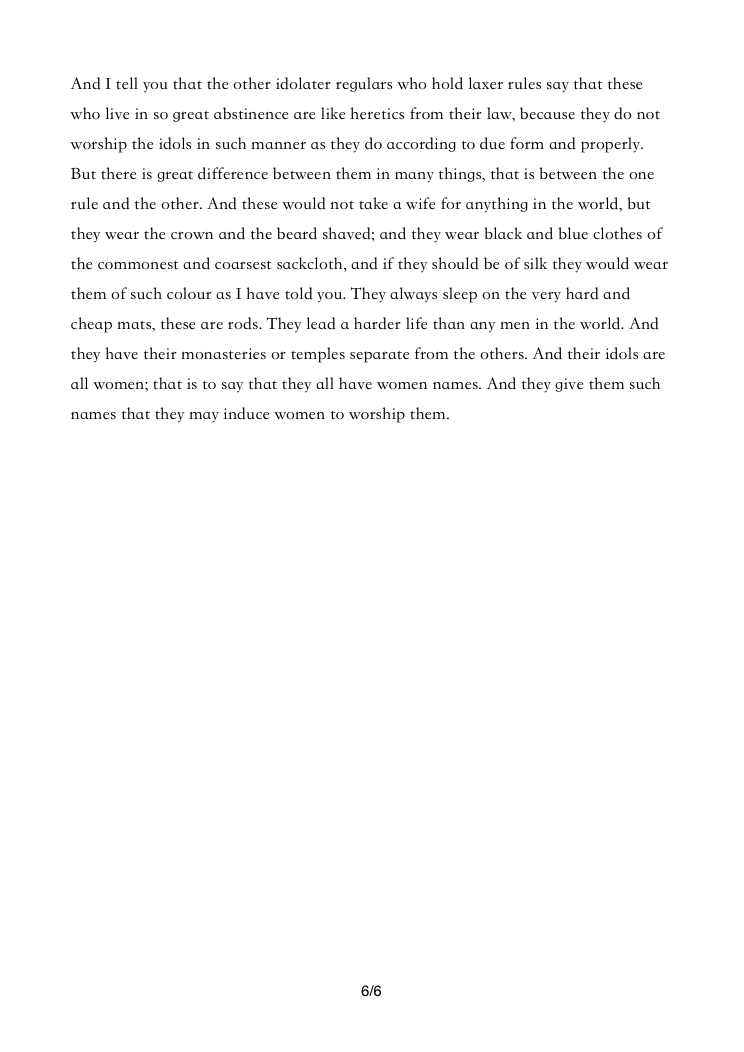 And I tell you that the other idolater regulars who hold laxer rules say that these
who live in so great abstinence are like heretics from their law, because they do not
worship the idols in such manner as they do according to due form and properly.
But there is great difference between them in many things, that is between the one
rule and the other. And these would not take a wife for anything in the world, but
they wear the crown and the beard shaved; and they wear black and blue clothes of
the commonest and coarsest sackcloth, and if they should be of silk they would wear
them of such colour as I have told you. They always sleep on the very hard and
cheap mats, these are rods. They lead a harder life than any men in the world. And
they have their monasteries or temples separate from the others. And their idols are
all women; that is to say that they all have women names. And they give them such
names that they may induce women to worship them.
6/6